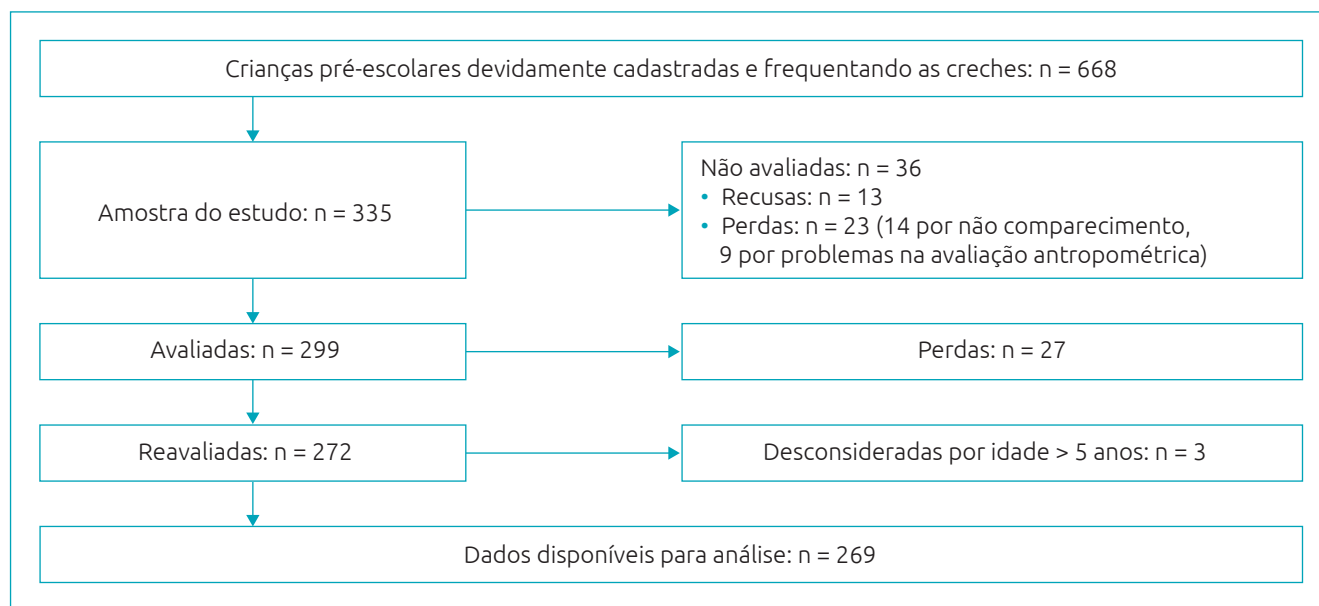 Crianças pré-escolares devidamente cadastradas e frequentando as creches: n = 668
Amostra do estudo: n = 335
Não avaliadas: n = 36
• Recusas: n = 13
• Perdas: n = 23 (14 por não comparecimento,
9 por problemas na avaliação antropométrica)
Avaliadas: n = 299
Perdas: n = 27
Reavaliadas: n = 272
Desconsideradas por idade > 5 anos: n = 3
Dados disponíveis para análise: n = 269